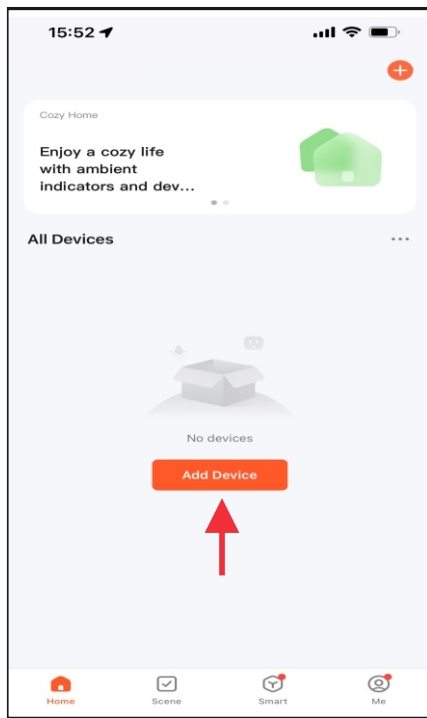 15:52
Cozy Home
Enjoy a cozy life
with ambient
indicators and dev...
All Devices
No devices
Add Device
Home Scene Smart Me